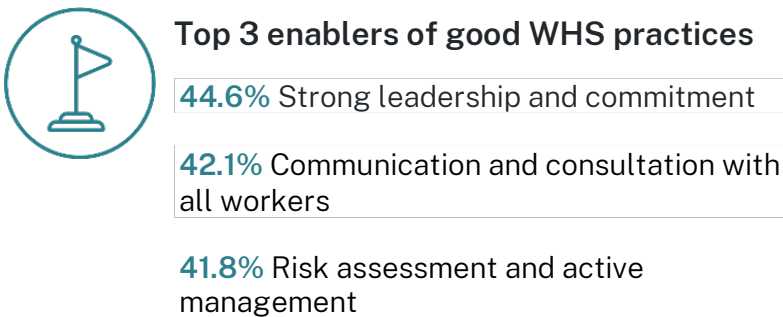 Top 3 enablers of good WHS practices
44.6% Strong leadership and commitment
42.1% Communication and consultation with
all workers
41.8% Risk assessment and active
management